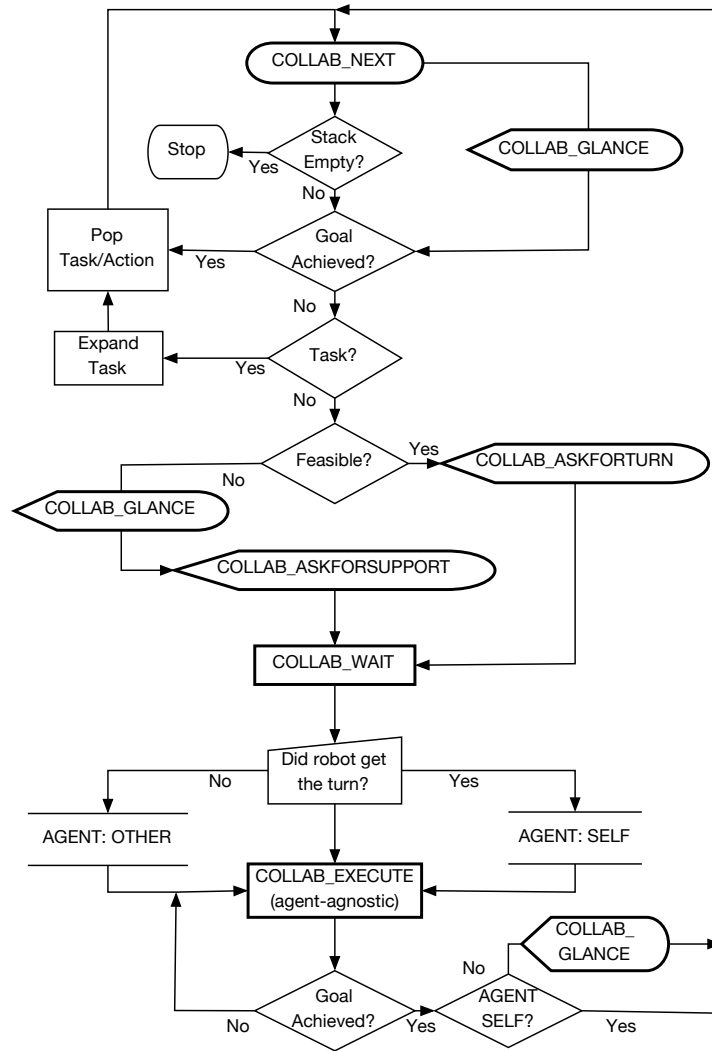 COLLAB_NEXT
Stack
Empty?
Stop
Yes
COLLAB_GLANCE
No
Pop
Task/Action
Goal
Achieved?
Yes
No
Expand
Task
Task?
Yes
No
Feasible?
Yes
COLLAB_ASKFORTURN
No
COLLAB_GLANCE
COLLAB_ASKFORSUPPORT
COLLAB_WAIT
Did robot get
the turn?
No
Yes
AGENT: OTHER
AGENT: SELF
COLLAB_EXECUTE
(agent-agnostic)
COLLAB_
GLANCE
No
Goal
Achieved?
AGENT
SELF?
No
Yes
Yes